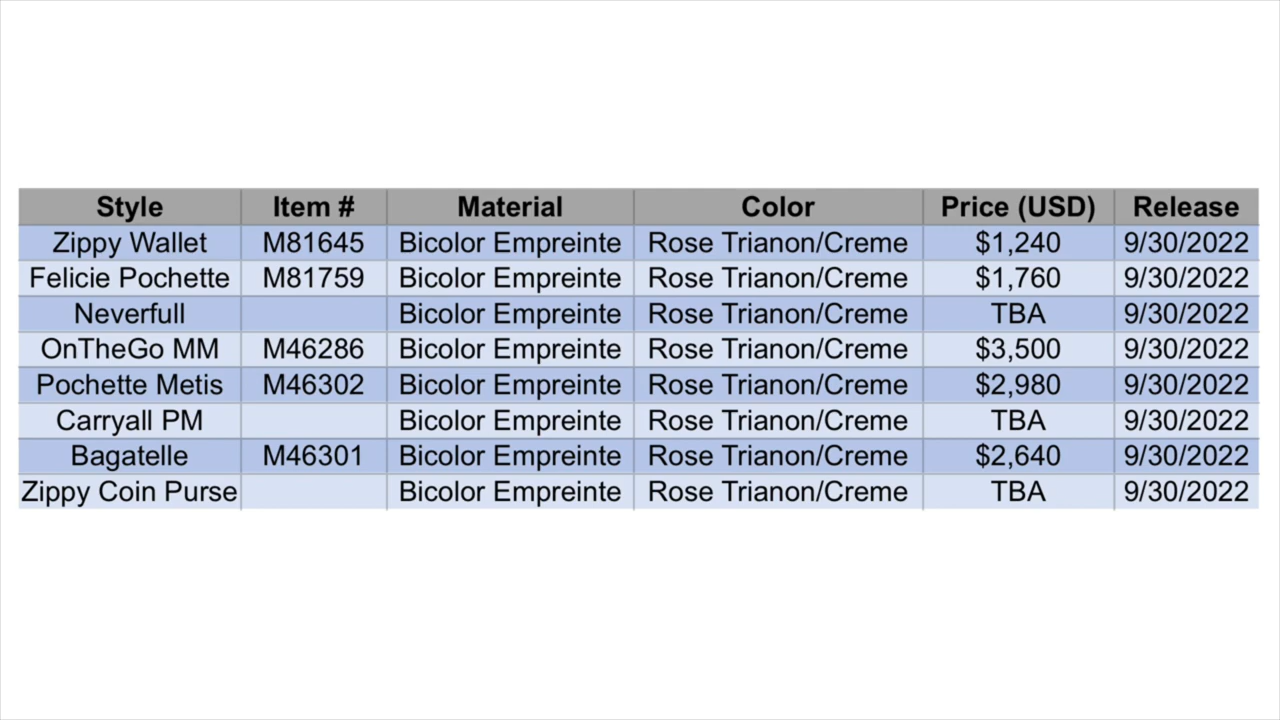 Style Item # Material Color Price (USD) Release
Zippy Wallet M81645 Bicolor Empreinte Rose Trianon/Creme $1,240 9/30/2022
Felicie Pochette M81759 Bicolor Empreinte Rose Trianon/Creme $1,760 9/30/2022
Neverfull Bicolor Empreinte Rose Trianon/Creme TBA 9/30/2022
OnTheGo MM M46286 Bicolor Empreinte Rose Trianon/Creme $3,500 9/30/2022
Pochette Metis M46302 Bicolor Empreinte Rose Trianon/Creme $2,980 9/30/2022
Carryall PM Bicolor Empreinte Rose Trianon/Creme TBA 9/30/2022
Bagatelle M46301 Bicolor Empreinte Rose Trianon/Creme $2,640 9/30/2022
Zippy Coin Purse Bicolor Empreinte Rose Trianon/Creme TBA 9/30/2022